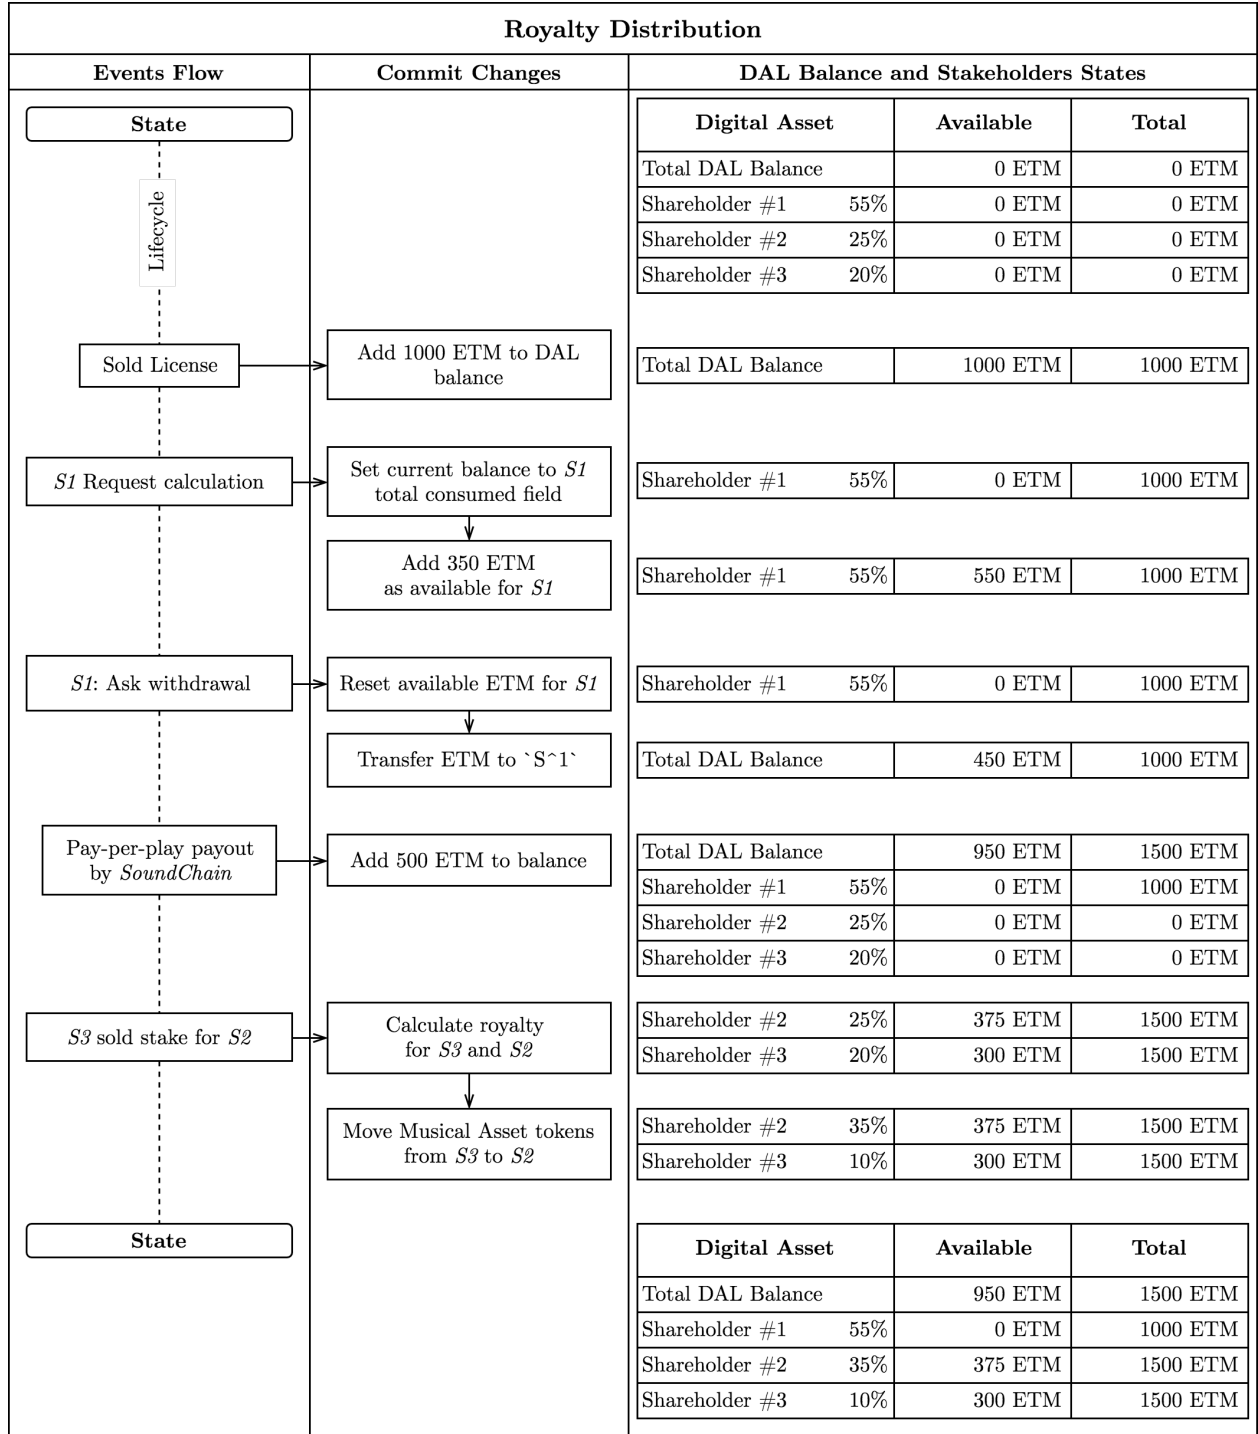 Royalty Distribution
Events Flow Commit Changes DAL Balance and Stakeholders States
State
Lifecycle
Digital Asset Available Total
Total DAL Balance 0 ETM 0 ETM
Shareholder #1 55% 0 ETM 0 ETM
Shareholder #2 25% 0 ETM 0 ETM
Shareholder #3 20% 0 ETM 0 ETM
Sold License
Add 1000 ETM to DAL
balance
Total DAL Balance 1000 ETM 1000 ETM
S1 Request calculation
Set current balance to S1
total consumed field
Shareholder #1 55% 0 ETM 1000 ETM
Add 350 ETM
as available for S1
Shareholder #1 55% 550 ETM 1000 ETM
S1: Ask withdrawal
Reset available ETM for S1
Shareholder #1 55% 0 ETM 1000 ETM
Transfer ETM to `S^1`
Total DAL Balance 450 ETM 1000 ETM
Pay-per-play payout
by SoundChain
Add 500 ETM to balance
Total DAL Balance 950 ETM 1500 ETM
Shareholder #1 55% 0 ETM 1000 ETM
Shareholder #2 25% 0 ETM 0 ETM
Shareholder #3 20% 0 ETM 0 ETM
S3 sold stake for S2
Calculate royalty
for S3 and S2
Shareholder #2 25% 375 ETM 1500 ETM
Shareholder #3 20% 300 ETM 1500 ETM
Move Musical Asset tokens
from S3 to S2
Shareholder #2 35% 375 ETM 1500 ETM
Shareholder #3 10% 300 ETM 1500 ETM
State
Digital Asset Available Total
Total DAL Balance 950 ETM 1500 ETM
Shareholder #1 55% 0 ETM 1000 ETM
Shareholder #2 35% 375 ETM 1500 ETM
Shareholder #3 10% 300 ETM 1500 ETM